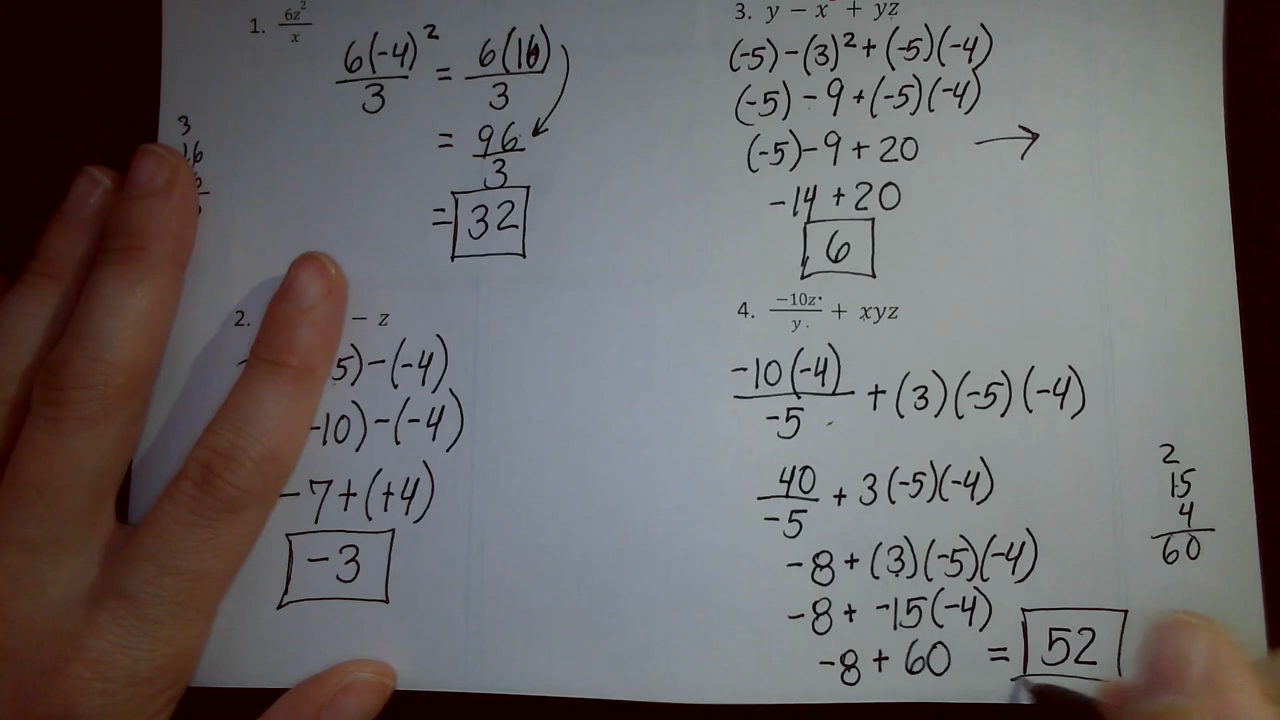 1. 6z²/x
6(-4)²/3 = 6(16)/3
= 96/3
= 32
3
16
2. - z
5)-(-4)
-10)-(-4)
-7+(+4)
-3
3. y - x + yz
(-5)-(3)²+(-5)(-4)
(-5)-9+(-5)(-4)
(-5)-9+20 →
-14+20
6
4. -10z/y + xyz
-10(-4)/-5 + (3)(-5)(-4)
40/-5 + 3(-5)(-4)
-8+(3)(-5)(-4)
-8+ -15(-4)
-8+60 = 52
2
15
4
60